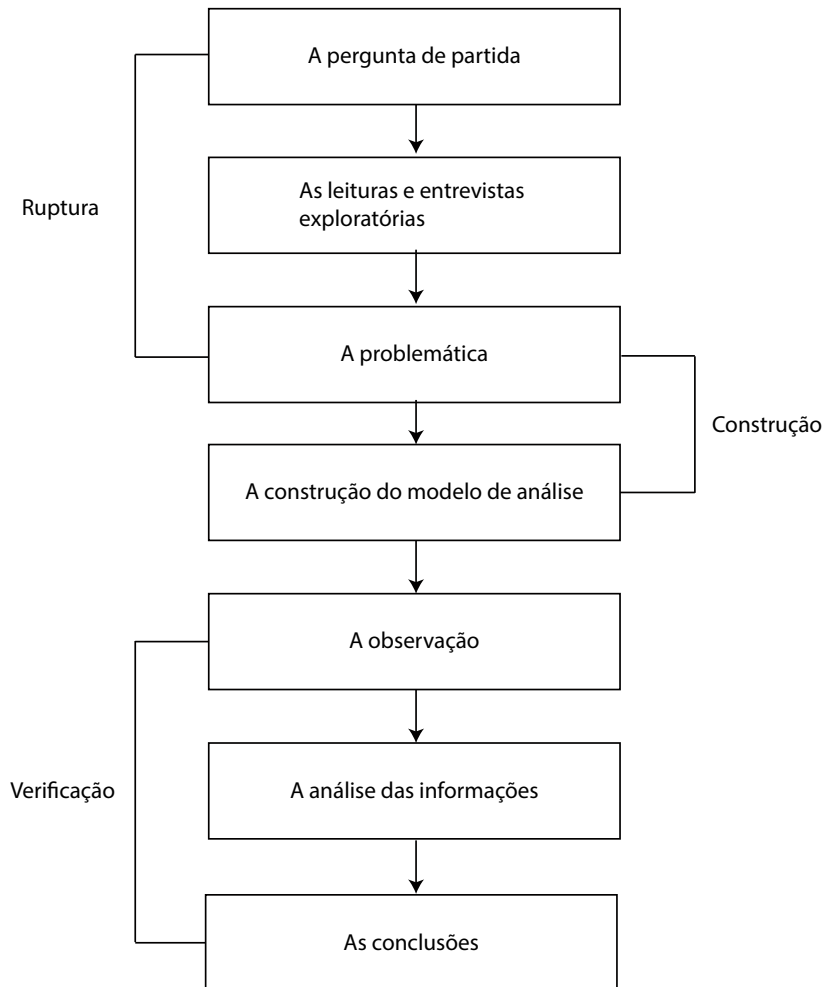 A pergunta de partida
As leituras e entrevistas
exploratórias
Ruptura
A problemática
Construção
A construção do modelo de análise
A observação
Verificação
A análise das informações
As conclusões